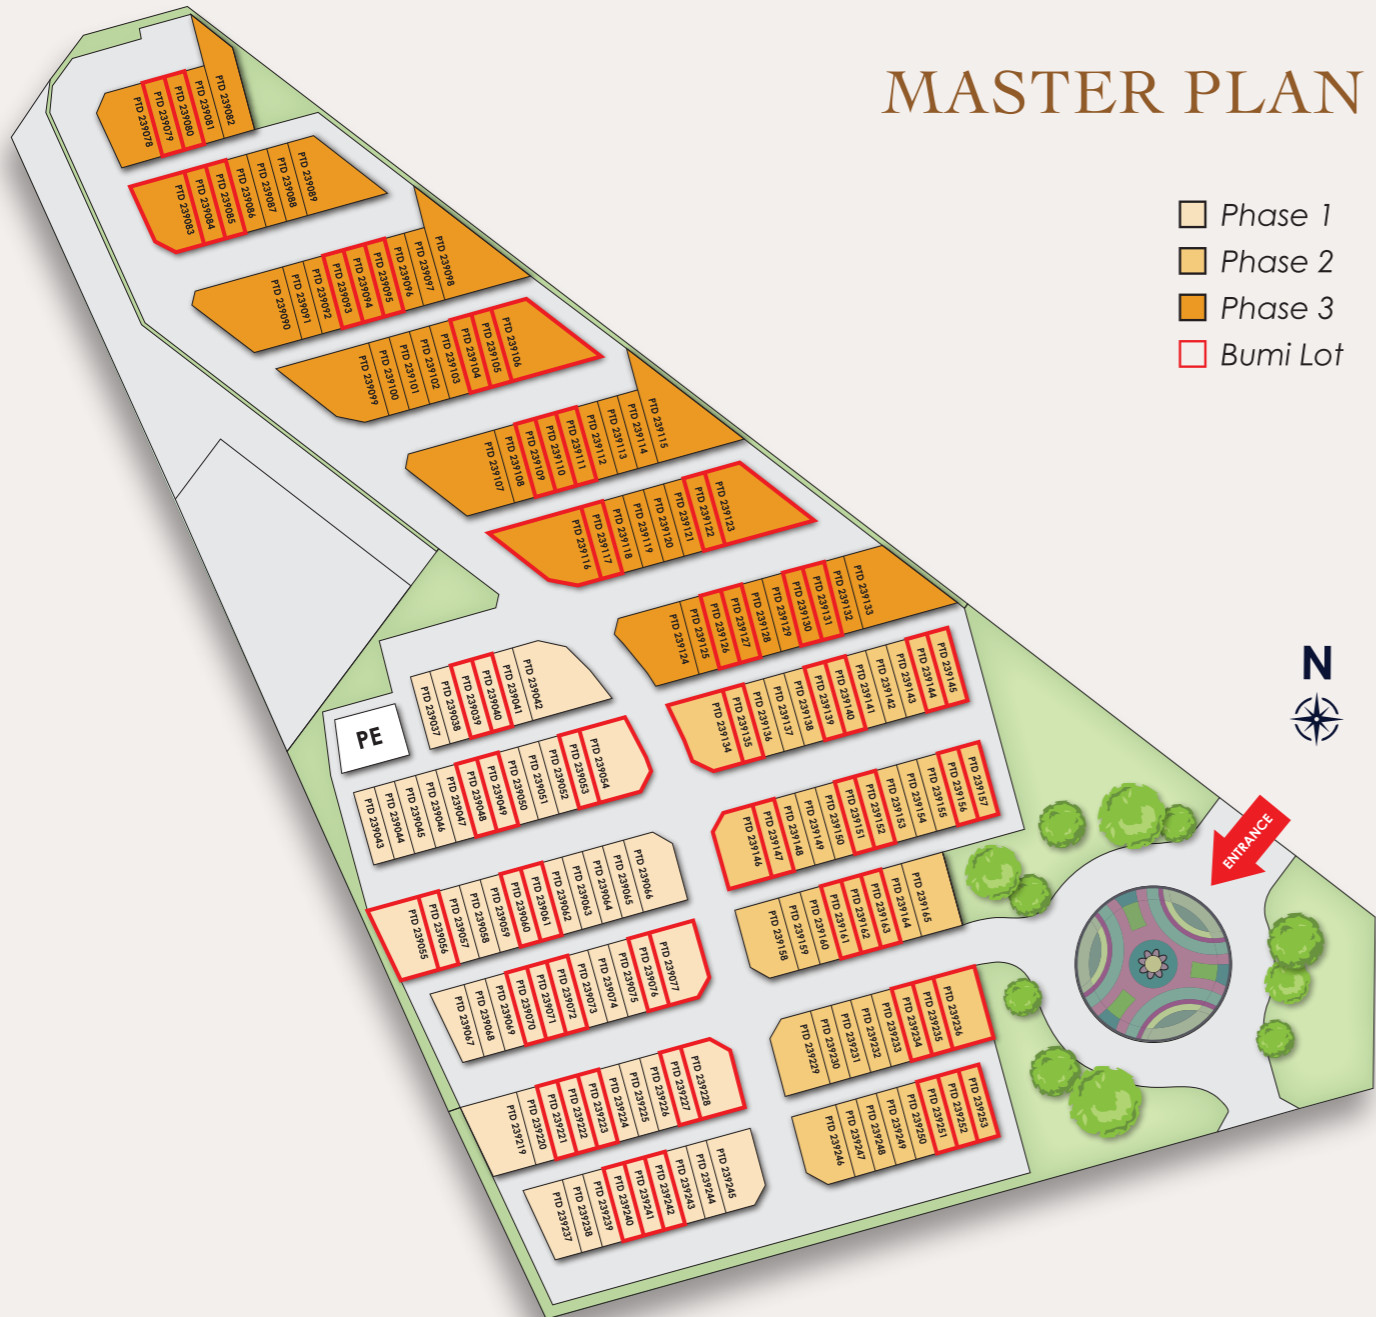 MASTER PLAN
Phase 1
Phase 2
Phase 3
Bumi Lot
N
ENTRANCE
PE
PTD 239078
PTD 239079
PTD 239080
PTD 239081
PTD 239082
PTD 239083
PTD 239084
PTD 239085
PTD 239086
PTD 239087
PTD 239088
PTD 239089
PTD 239090
PTD 239091
PTD 239092
PTD 239093
PTD 239094
PTD 239095
PTD 239096
PTD 239097
PTD 239098
PTD 239099
PTD 239100
PTD 239101
PTD 239102
PTD 239103
PTD 239104
PTD 239105
PTD 239106
PTD 239107
PTD 239108
PTD 239109
PTD 239110
PTD 239111
PTD 239112
PTD 239113
PTD 239114
PTD 239115
PTD 239116
PTD 239117
PTD 239118
PTD 239119
PTD 239120
PTD 239121
PTD 239122
PTD 239123
PTD 239124
PTD 239125
PTD 239126
PTD 239127
PTD 239128
PTD 239129
PTD 239130
PTD 239131
PTD 239132
PTD 239133
PTD 239037
PTD 239038
PTD 239039
PTD 239040
PTD 239041
PTD 239042
PTD 239134
PTD 239135
PTD 239136
PTD 239137
PTD 239138
PTD 239139
PTD 239140
PTD 239141
PTD 239142
PTD 239143
PTD 239144
PTD 239145
PTD 239043
PTD 239044
PTD 239045
PTD 239046
PTD 239047
PTD 239048
PTD 239049
PTD 239050
PTD 239051
PTD 239052
PTD 239053
PTD 239054
PTD 239146
PTD 239147
PTD 239148
PTD 239149
PTD 239150
PTD 239151
PTD 239152
PTD 239153
PTD 239154
PTD 239155
PTD 239156
PTD 239157
PTD 239055
PTD 239056
PTD 239057
PTD 239058
PTD 239059
PTD 239060
PTD 239061
PTD 239062
PTD 239063
PTD 239064
PTD 239065
PTD 239066
PTD 239158
PTD 239159
PTD 239160
PTD 239161
PTD 239162
PTD 239163
PTD 239164
PTD 239165
PTD 239067
PTD 239068
PTD 239069
PTD 239070
PTD 239071
PTD 239072
PTD 239073
PTD 239074
PTD 239075
PTD 239076
PTD 239077
PTD 239229
PTD 239230
PTD 239231
PTD 239232
PTD 239233
PTD 239234
PTD 239235
PTD 239236
PTD 239219
PTD 239220
PTD 239221
PTD 239222
PTD 239223
PTD 239224
PTD 239225
PTD 239226
PTD 239227
PTD 239228
PTD 239246
PTD 239247
PTD 239248
PTD 239249
PTD 239250
PTD 239251
PTD 239252
PTD 239253
PTD 239237
PTD 239238
PTD 239239
PTD 239240
PTD 239241
PTD 239242
PTD 239243
PTD 239244
PTD 239245